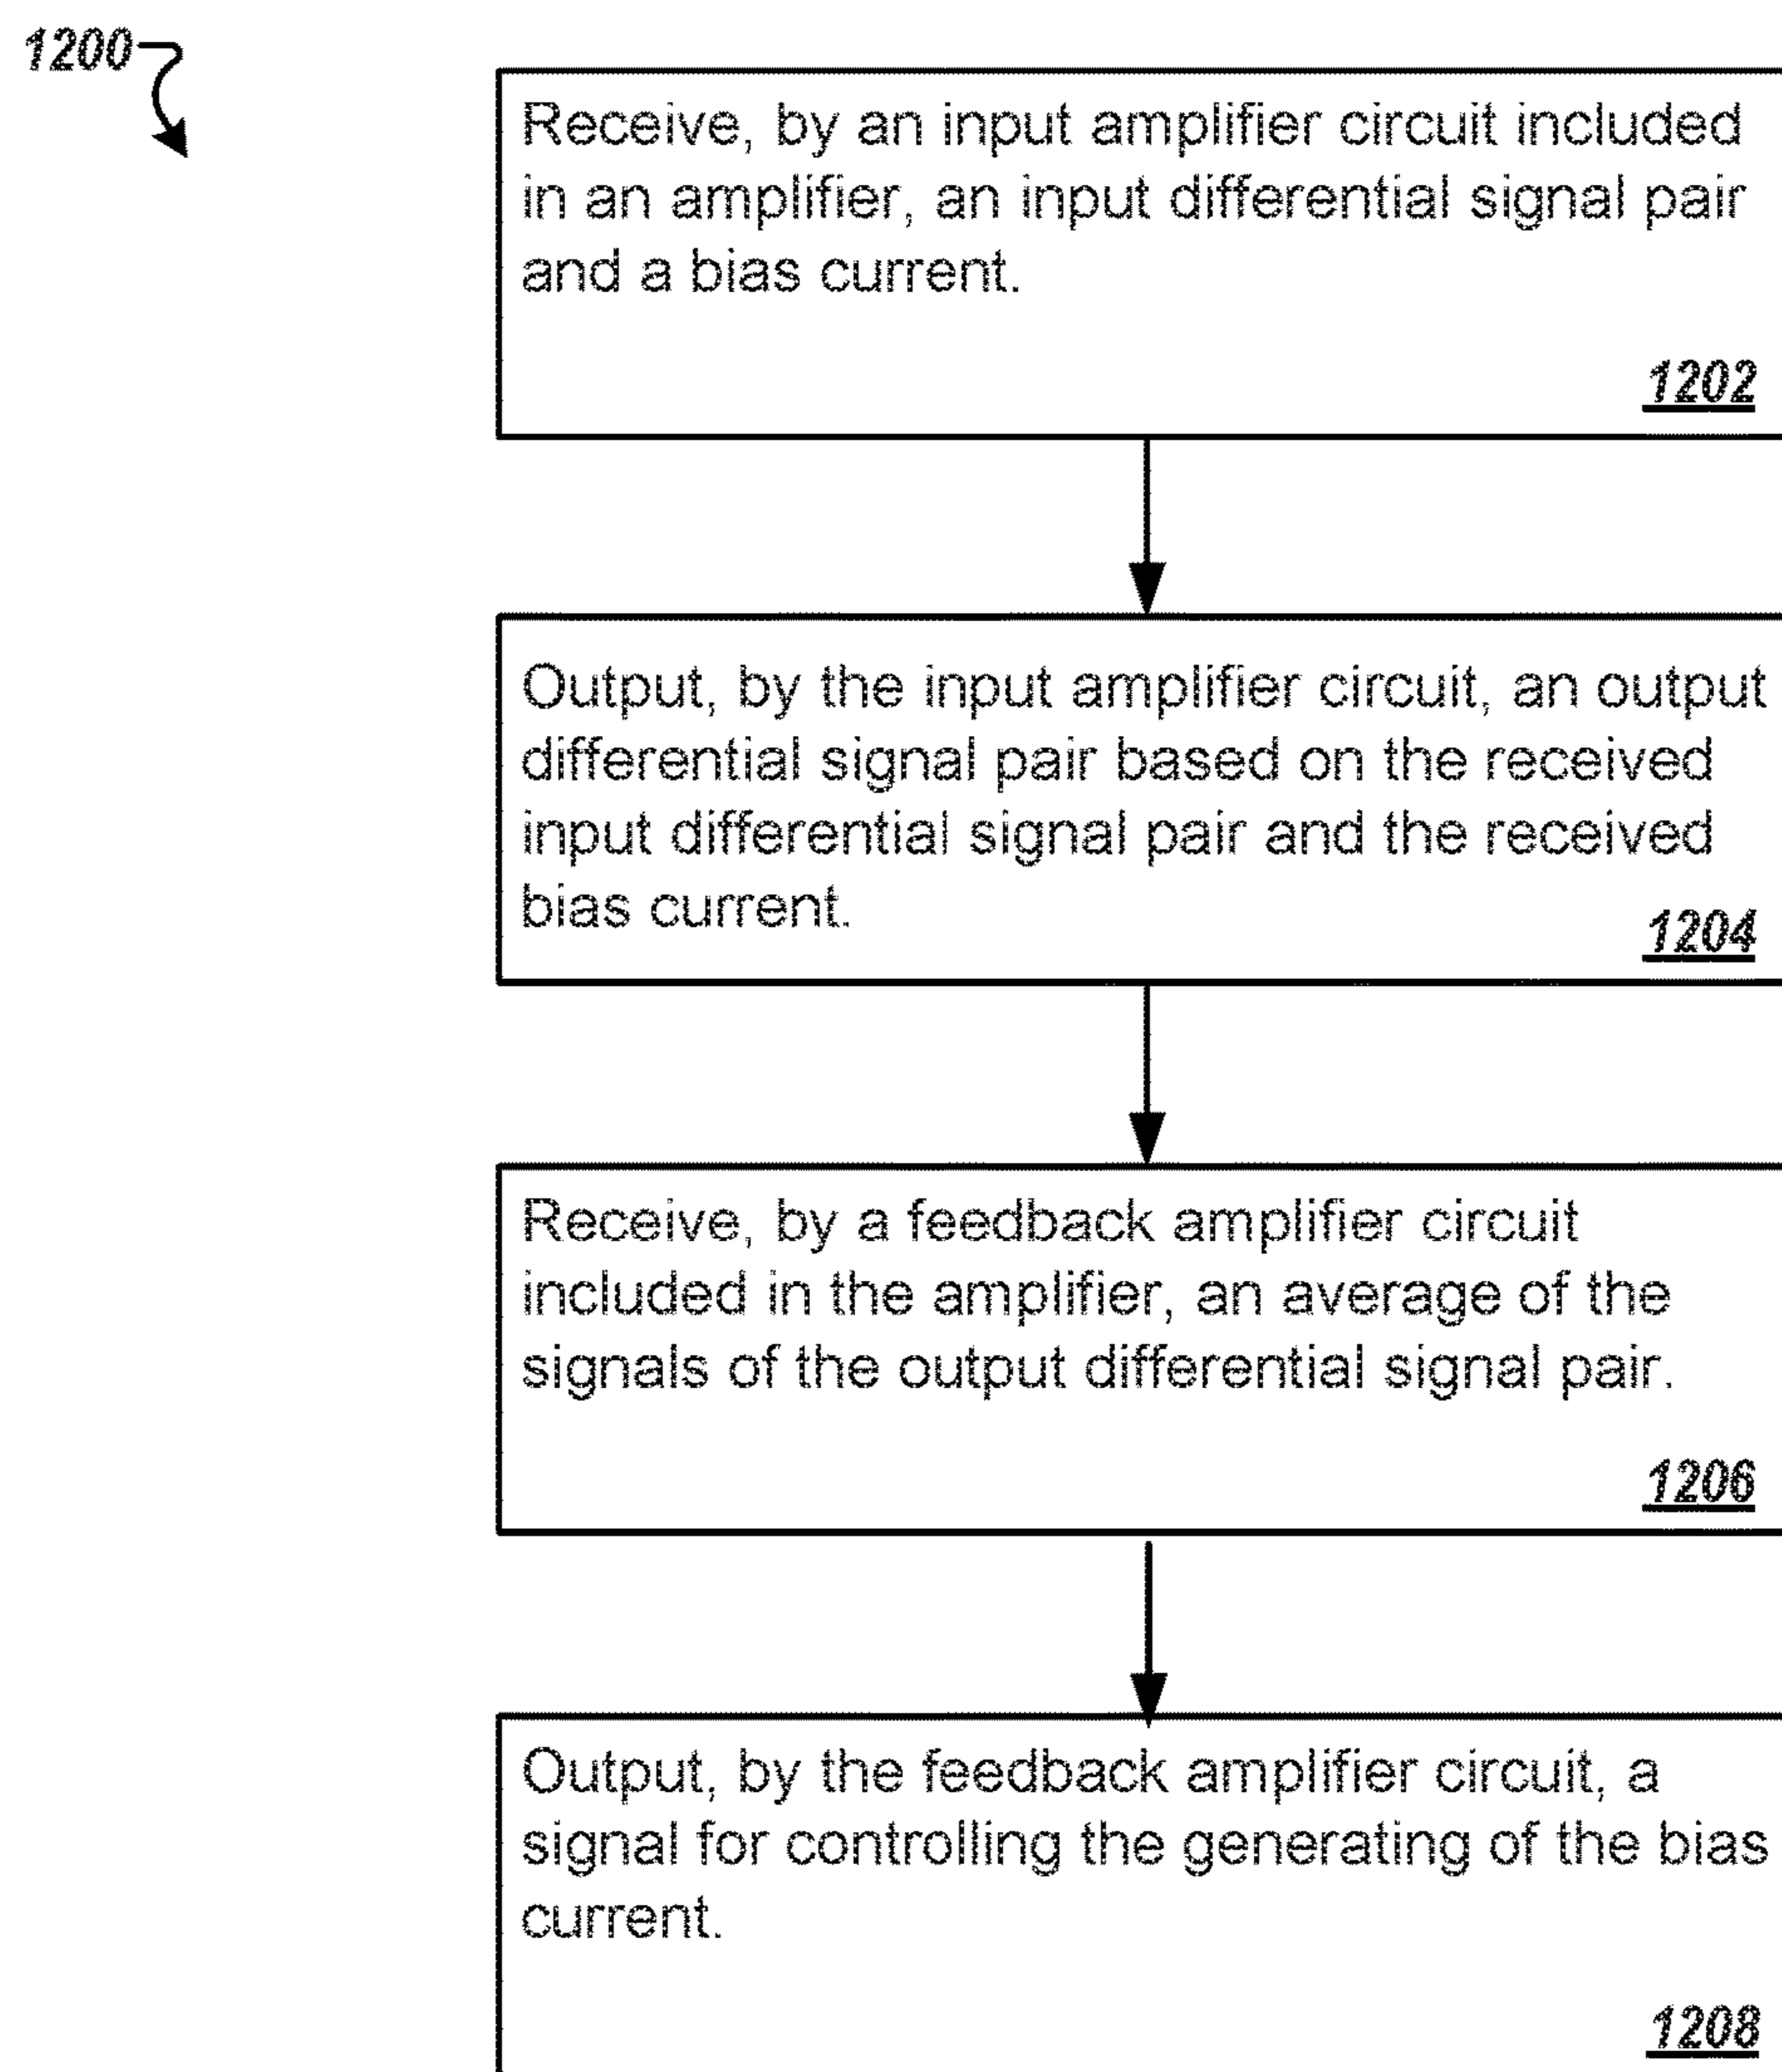 1200
Receive, by an input amplifier circuit included
in an amplifier, an input differential signal pair
and a bias current.
1202
Output, by the input amplifier circuit, an output
differential signal pair based on the received
input differential signal pair and the received
bias current.
1204
Receive, by a feedback amplifier circuit
included in the amplifier, an average of the
signals of the output differential signal pair.
1206
Output, by the feedback amplifier circuit, a
signal for controlling the generating of the bias
current.
1208